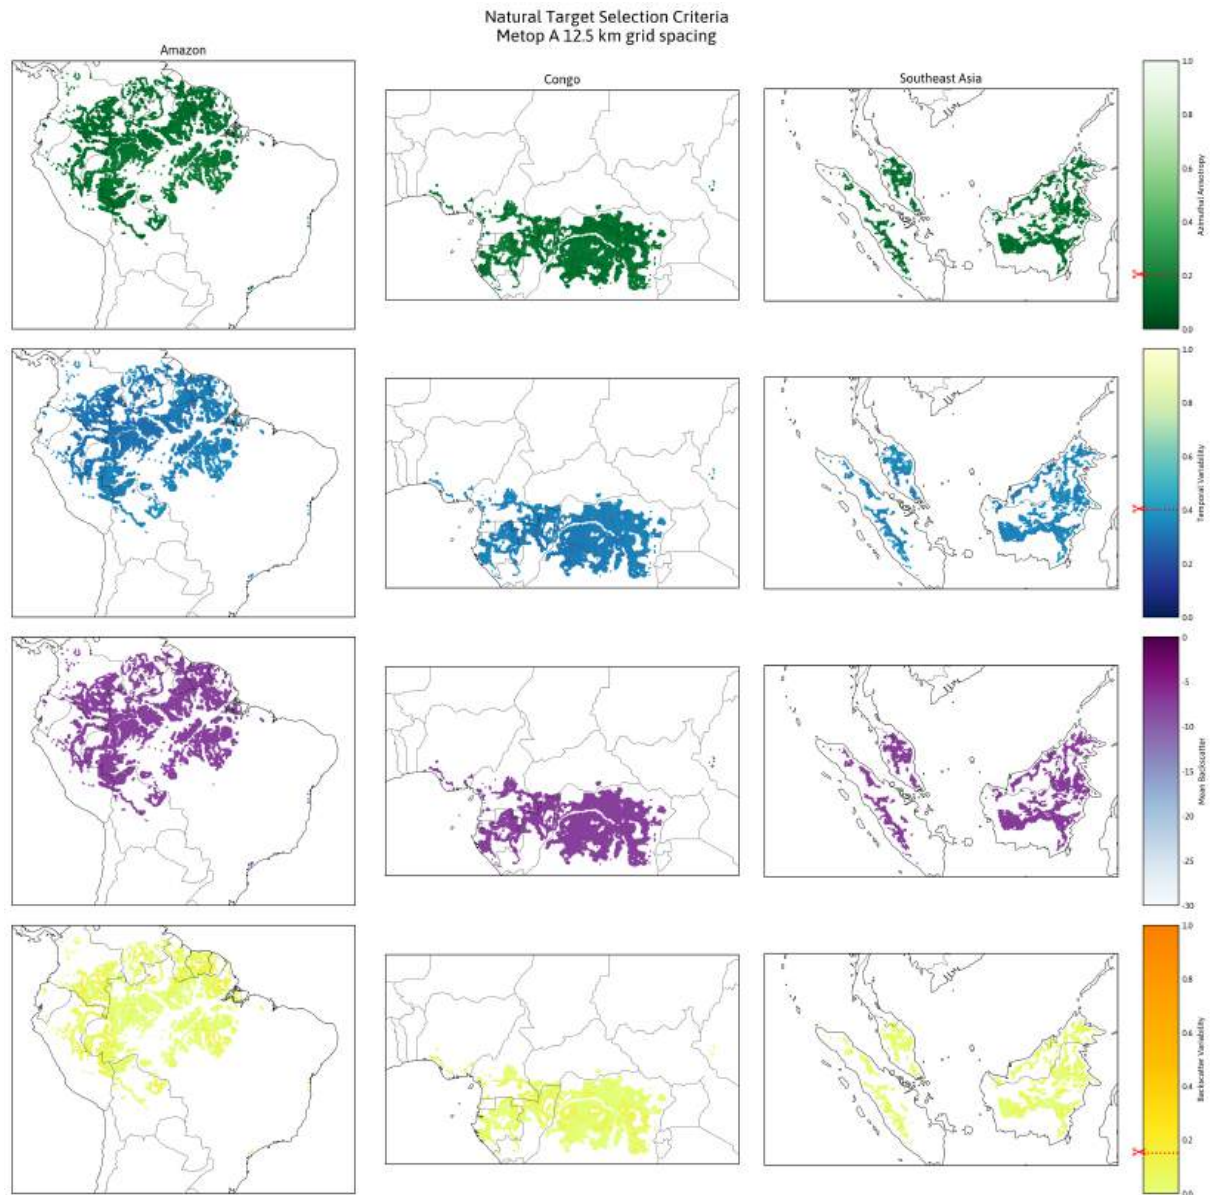 Natural Target Selection Criteria
Metop A 12.5 km grid spacing
Amazon
Congo
Southeast Asia
1.0
0.8
0.6
0.4
0.2
0.0
Azimuthal Anisotropy
1.0
0.8
0.6
0.4
0.2
0.0
Temporal Variability
0
-5
-10
-15
-20
-25
-30
Mean Backscatter
1.0
0.8
0.6
0.4
0.2
0.0
Backscatter Variability